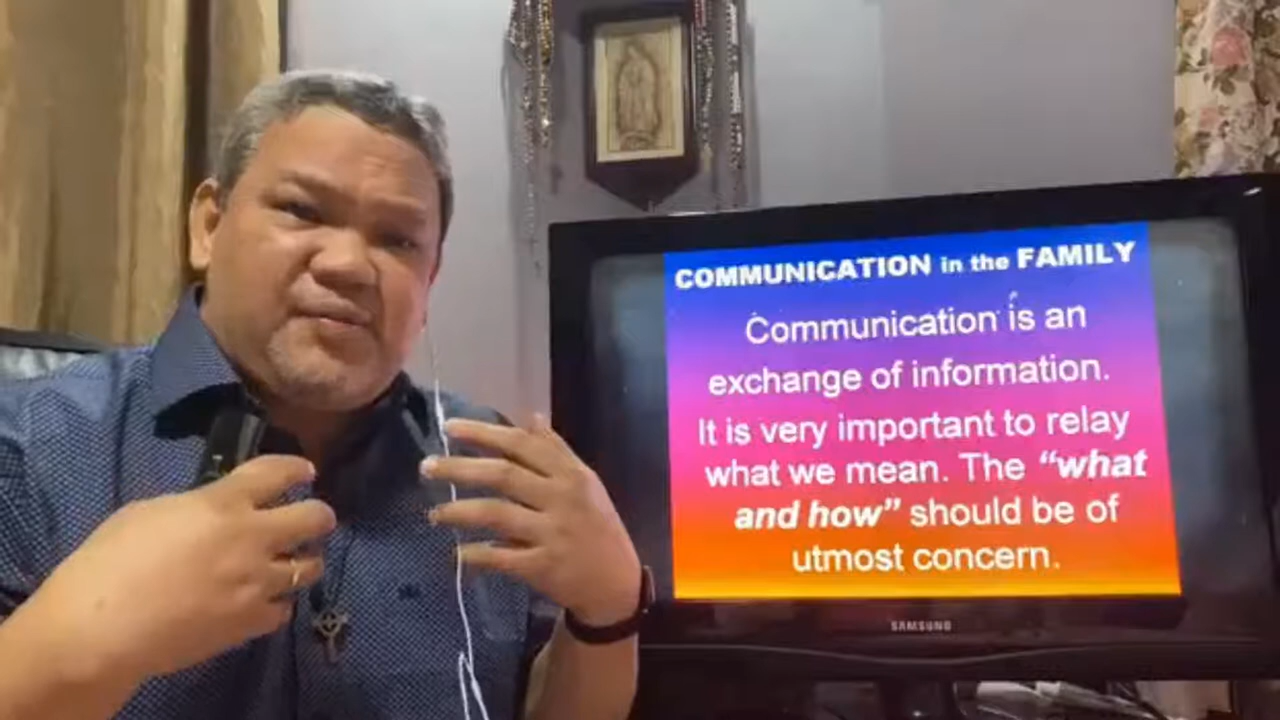 COMMUNICATION in the FAMILY
Communication is an
exchange of information.
It is very important to relay
what we mean. The “what
and how” should be of
utmost concern.
SAMSUNG